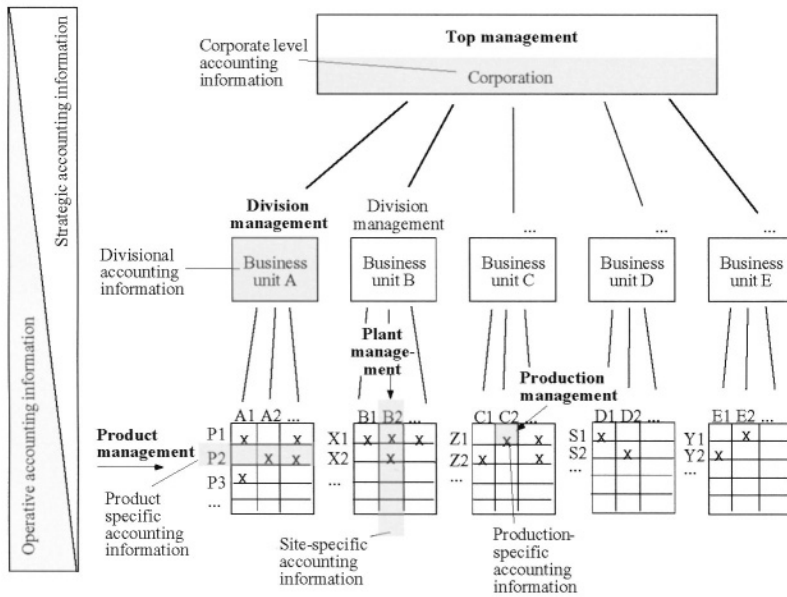 Top management
Corporate level
accounting
information
Corporation
Strategic accounting information
Operative accounting information
Division
management
Division
management
...
...
...
Divisional
accounting
information
Business
unit A
Business
unit B
Business
unit C
Business
unit D
Business
unit E
Plant
manage-
ment
Production
management
Product
management
Product
specific
accounting
information
A1 A2 ...
P1 x x
P2 x x
P3 x
...
B1 B2 ...
X1 x x x
X2 x
...
C1 C2 ...
Z1 x x
Z2 x x
...
D1 D2 ...
S1 x
S2 x
...
E1 E2 ...
Y1 x
Y2 x
...
Site-specific
accounting
information
Production-
specific
accounting
information